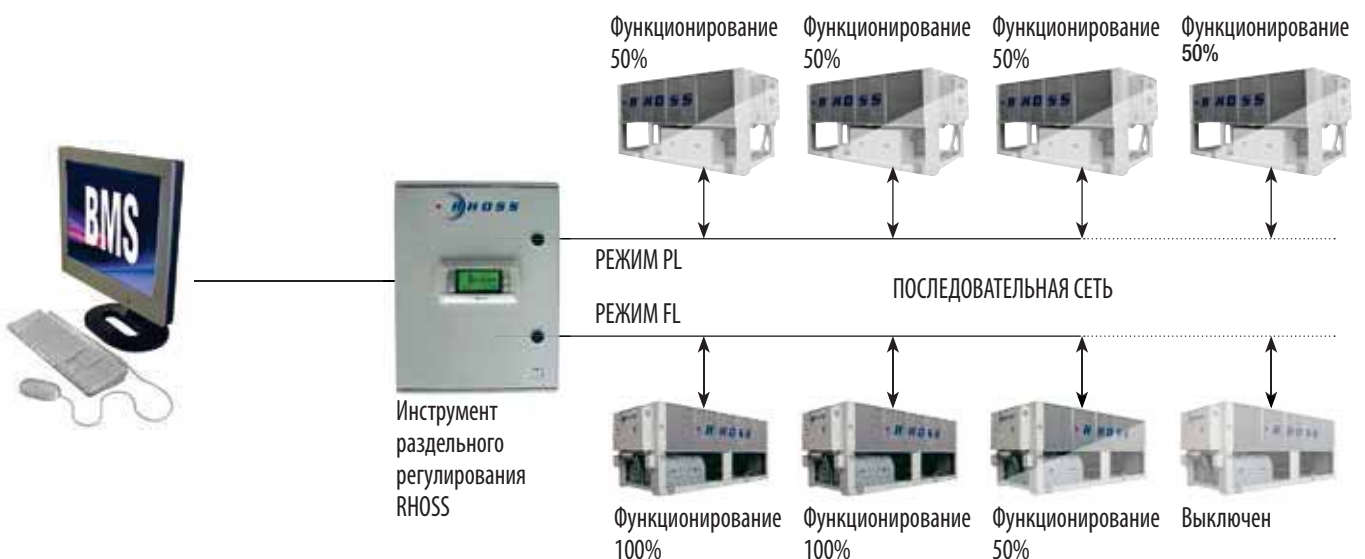 Функционирование
50%
Функционирование
50%
Функционирование
50%
Функционирование
50%
RHOSS
RHOSS
RHOSS
RHOSS
BMS
RHOSS
РЕЖИМ PL
ПОСЛЕДОВАТЕЛЬНАЯ СЕТЬ
РЕЖИМ FL
Инструмент
раздельного
регулирования
RHOSS
RHOSS
RHOSS
RHOSS
RHOSS
Функционирование
100%
Функционирование
100%
Функционирование
50%
Выключен